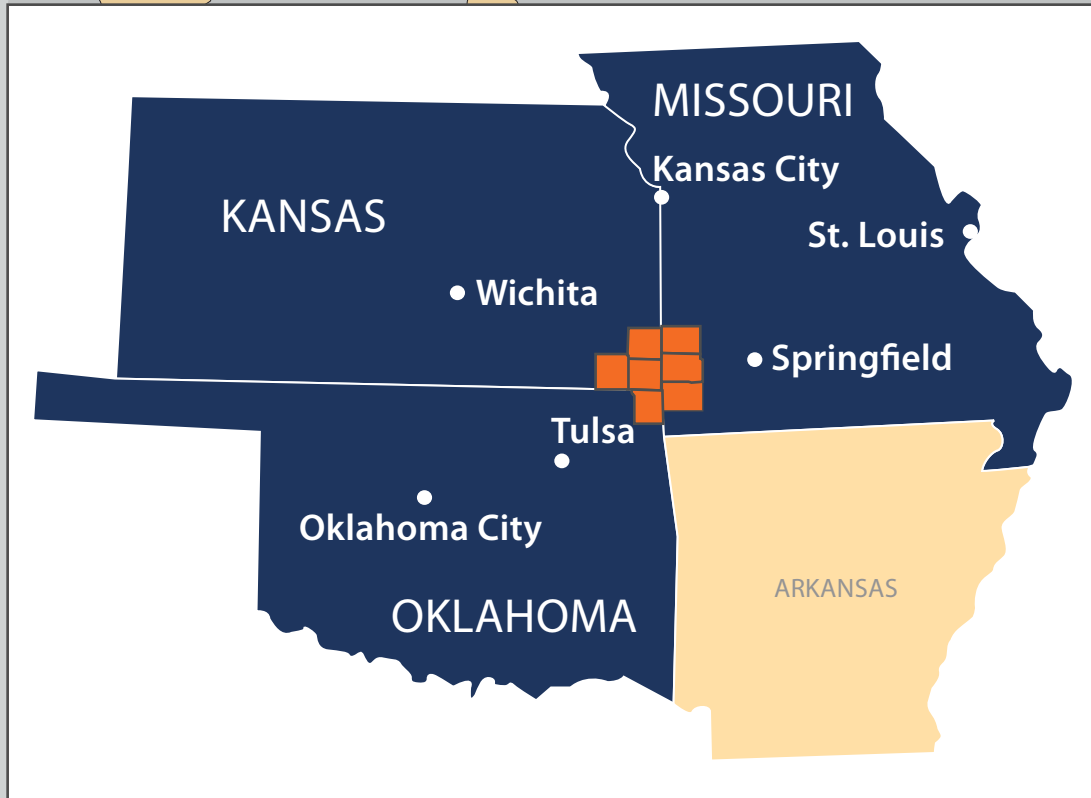 MISSOURI
Kansas City
KANSAS
St. Louis
Wichita
Springfield
Tulsa
Oklahoma City
ARKANSAS
OKLAHOMA